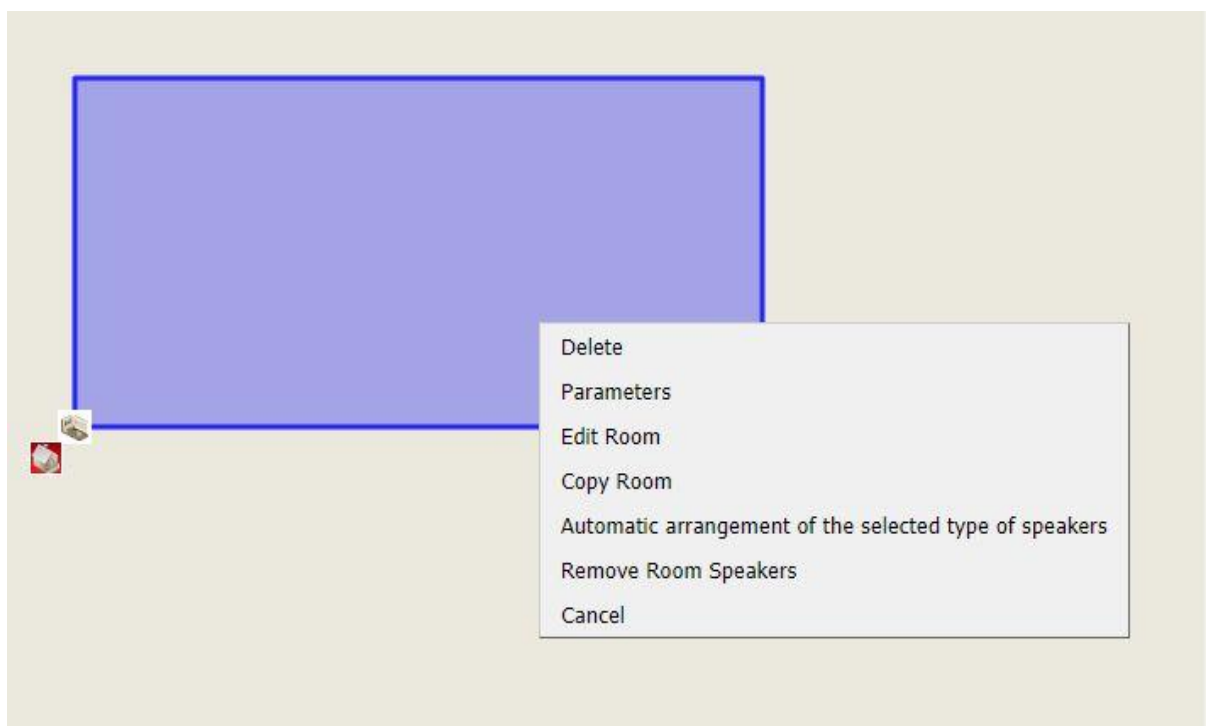 Delete
Parameters
Edit Room
Copy Room
Automatic arrangement of the selected type of speakers
Remove Room Speakers
Cancel